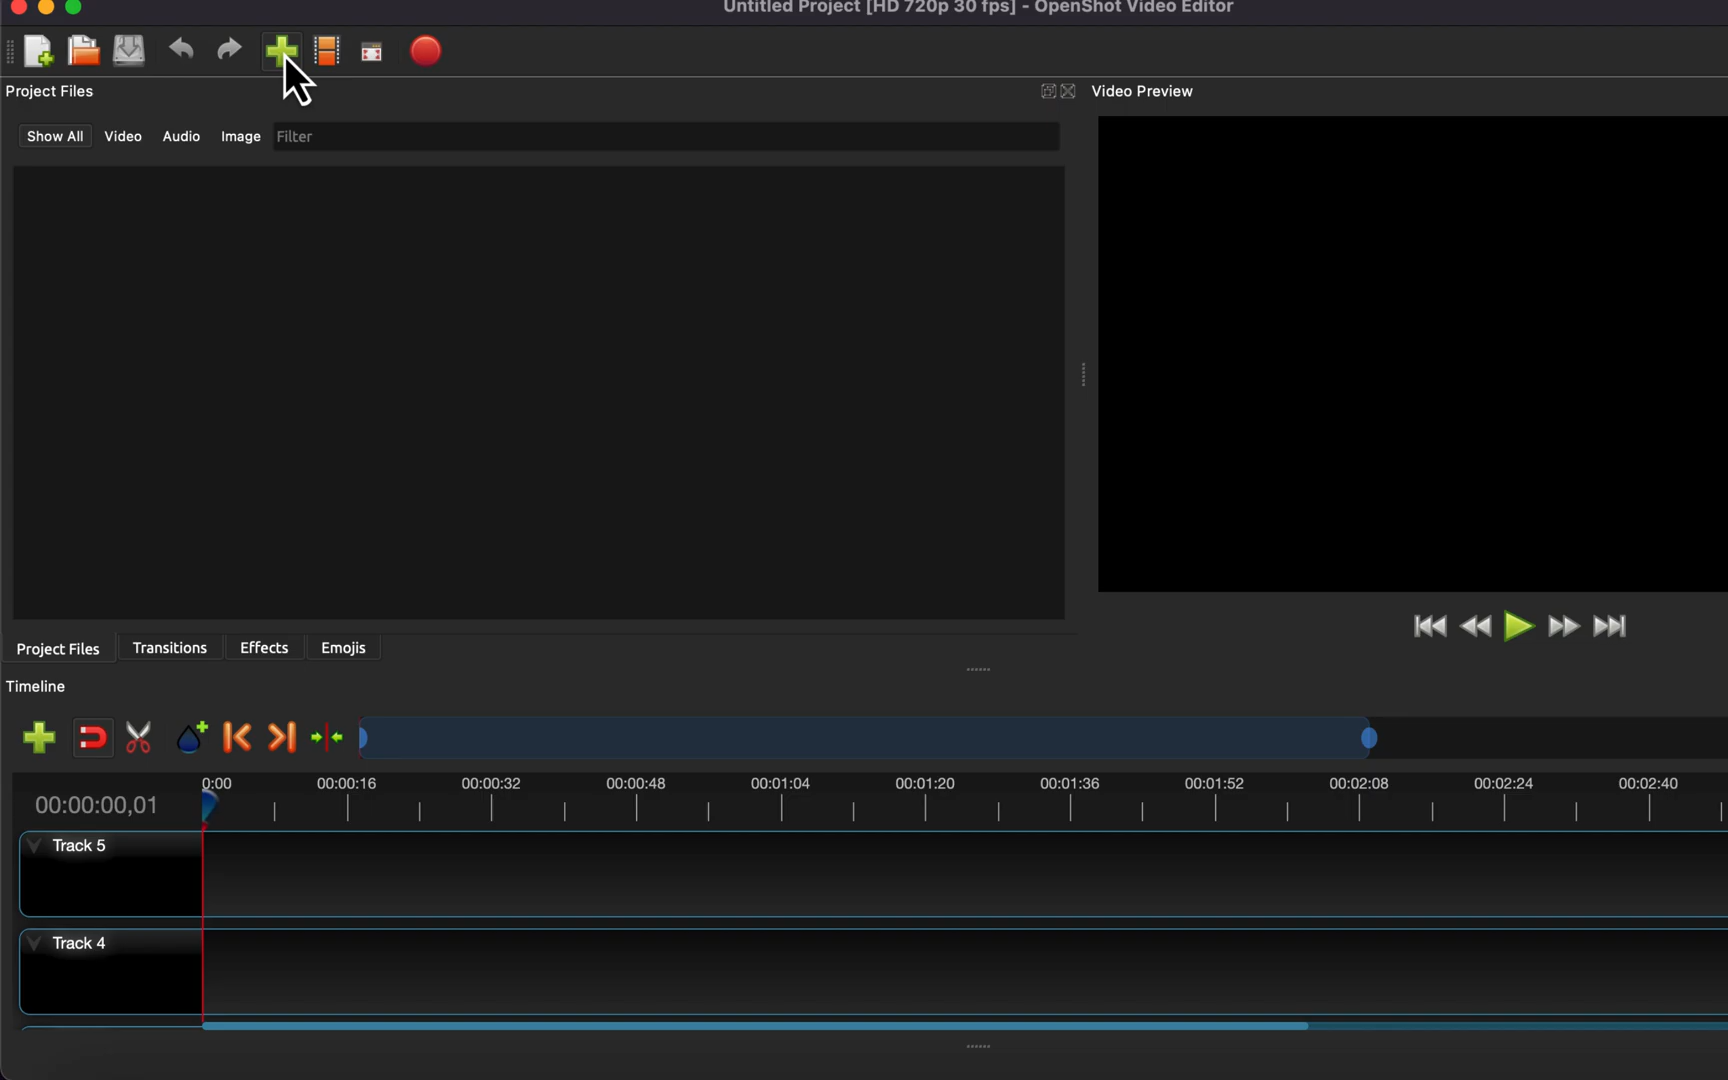 Untitled Project [HD 720p 30 fps] - OpenShot Video Editor
Project Files
Video Preview
Show All Video Audio Image Filter
Project Files Transitions Effects Emojis
Timeline
0:00 00:00:16 00:00:32 00:00:48 00:01:04 00:01:20 00:01:36 00:01:52 00:02:08 00:02:24 00:02:40
00:00:00,01
Track 5
Track 4